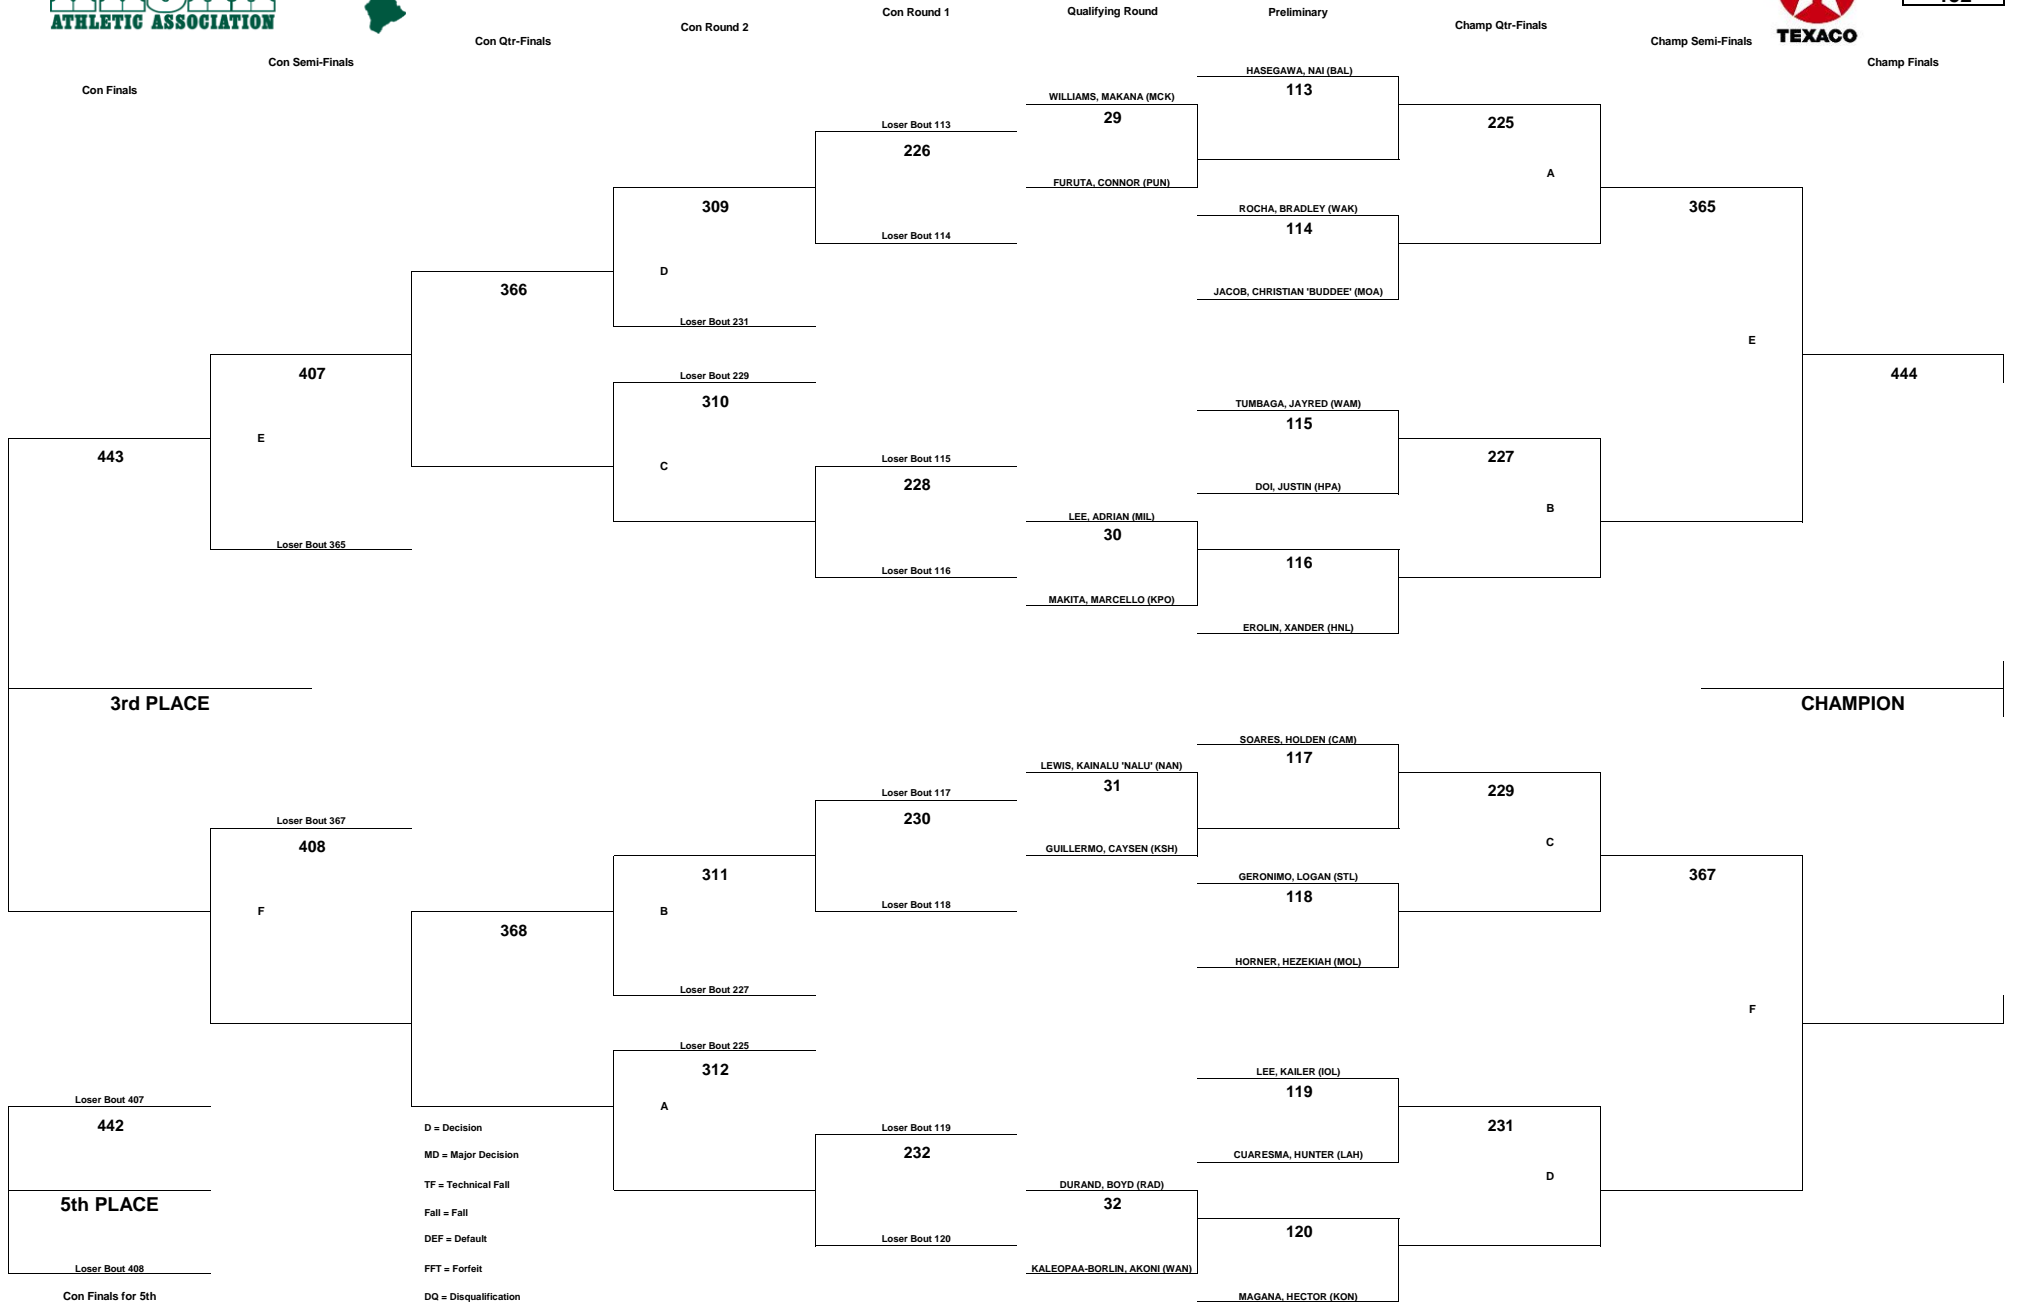 ATHLETIC ASSOCIATION
Con Round 1
Qualifying Round
Preliminary
Con Round 2
Champ Qtr-Finals
Con Qtr-Finals
Champ Semi-Finals
TEXACO
Con Semi-Finals
Champ Finals
Con Finals
HASEGAWA, NAI (BAL)
113
WILLIAMS, MAKANA (MCK)
29
225
Loser Bout 113
226
A
FURUTA, CONNOR (PUN)
309
ROCHA, BRADLEY (WAK)
114
365
Loser Bout 114
D
366
JACOB, CHRISTIAN 'BUDDEE' (MOA)
Loser Bout 231
E
407
Loser Bout 229
310
444
TUMBAGA, JAYRED (WAM)
115
E
443
C
Loser Bout 115
228
227
DOI, JUSTIN (HPA)
B
LEE, ADRIAN (MIL)
30
Loser Bout 365
116
Loser Bout 116
MAKITA, MARCELLO (KPO)
EROLIN, XANDER (HNL)
3rd PLACE
CHAMPION
SOARES, HOLDEN (CAM)
117
LEWIS, KAINALU 'NALU' (NAN)
31
229
Loser Bout 117
230
Loser Bout 367
408
C
GUILLERMO, CAYSEN (KSH)
311
GERONIMO, LOGAN (STL)
118
367
Loser Bout 118
F
B
368
HORNER, HEZEKIAH (MOL)
Loser Bout 227
F
Loser Bout 225
312
LEE, KAILER (IOL)
119
Loser Bout 407
442
A
D = Decision
Loser Bout 119
232
231
MD = Major Decision
CUARESMA, HUNTER (LAH)
D
TF = Technical Fall
DURAND, BOYD (RAD)
32
5th PLACE
Fall = Fall
120
DEF = Default
Loser Bout 120
Loser Bout 408
FFT = Forfeit
KALEOPAA-BORLIN, AKONI (WAN)
Con Finals for 5th
DQ = Disqualification
MAGANA, HECTOR (KON)